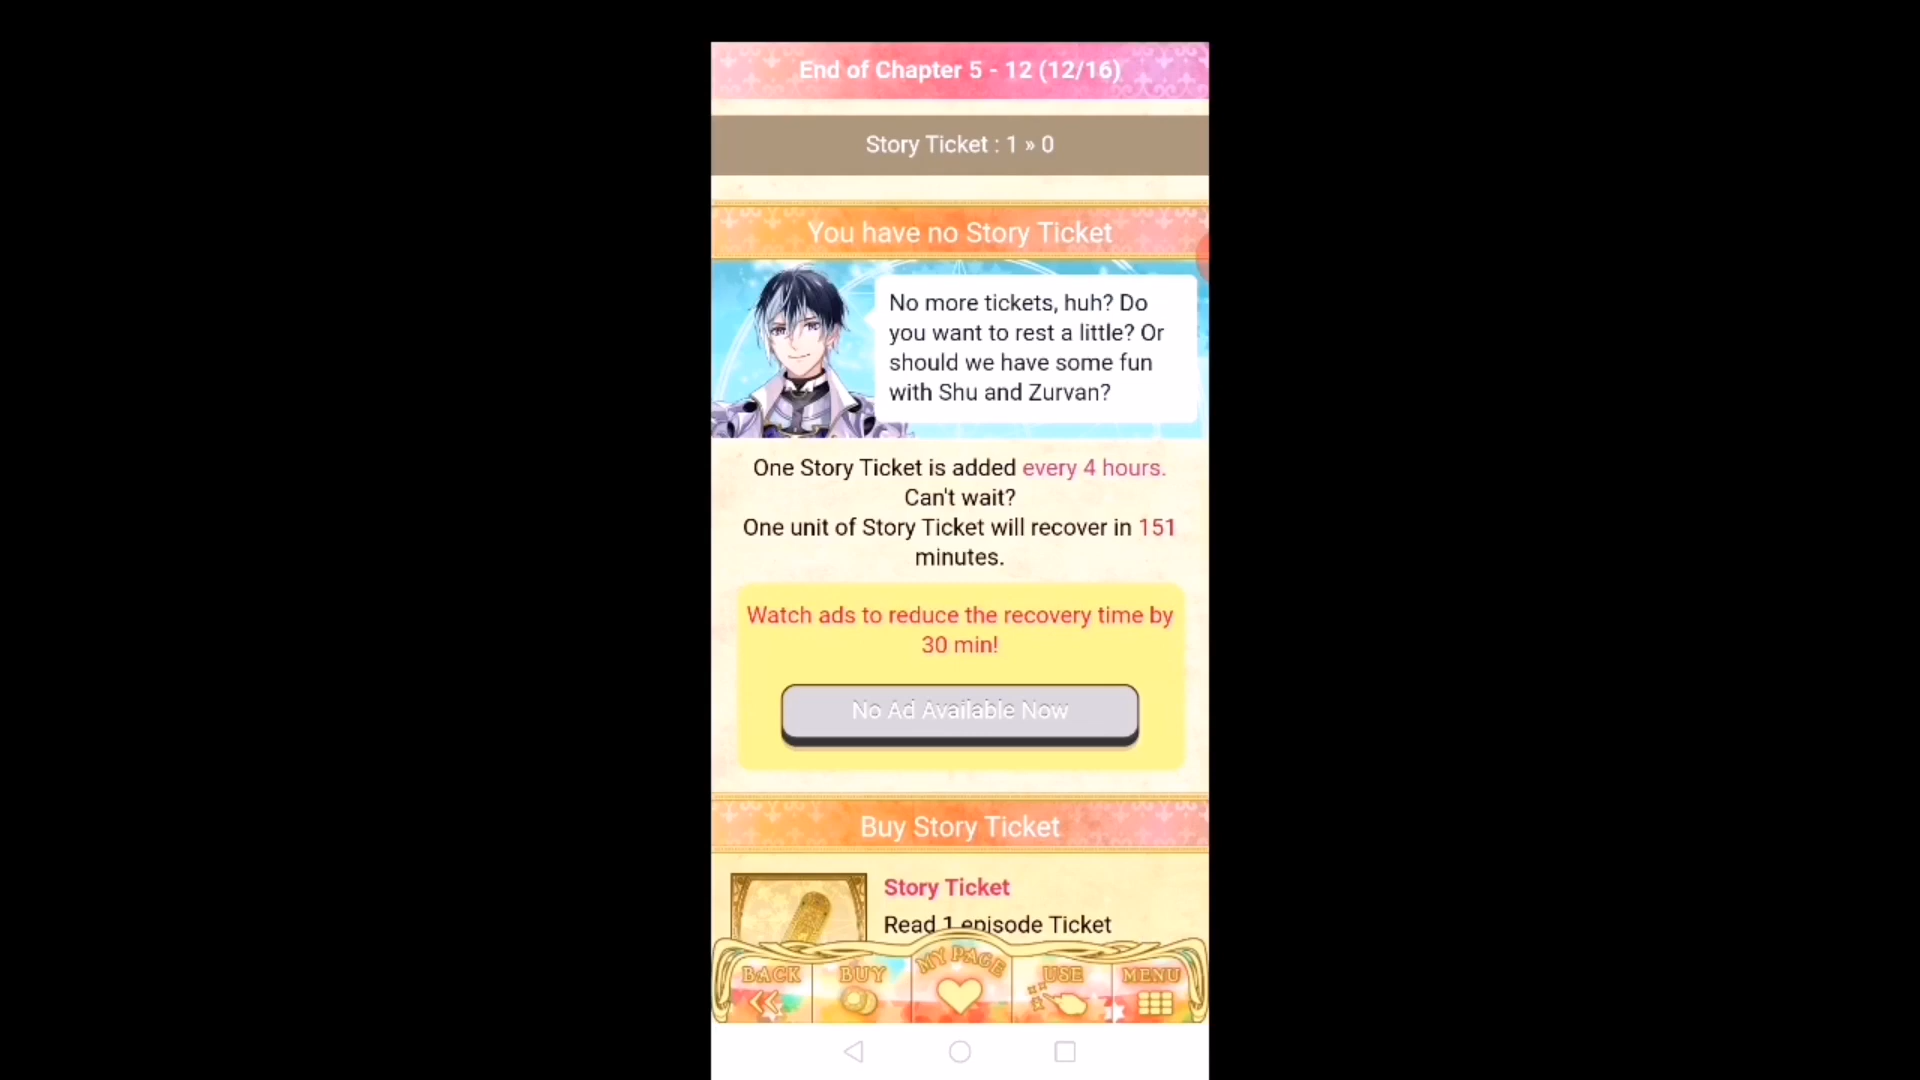 End of Chapter 5 - 12 (12/16)
Story Ticket : 1 » 0
You have no Story Ticket
No more tickets, huh? Do
you want to rest a little? Or
should we have some fun
with Shu and Zurvan?
One Story Ticket is added every 4 hours.
Can't wait?
One unit of Story Ticket will recover in 151
minutes.
Watch ads to reduce the recovery time by
30 min!
No Ad Available Now
Buy Story Ticket
Story Ticket
Read 1 episode Ticket
BACK
BUY
MY PAGE
USE
MENU